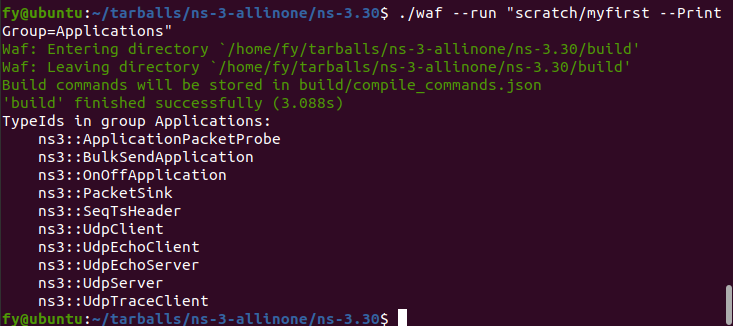 fy@ubuntu:~/tarballs/ns-3-allinone/ns-3.30$ ./waf --run "scratch/myfirst --Print
Group=Applications"
Waf: Entering directory `/home/fy/tarballs/ns-3-allinone/ns-3.30/build'
Waf: Leaving directory `/home/fy/tarballs/ns-3-allinone/ns-3.30/build'
Build commands will be stored in build/compile_commands.json
'build' finished successfully (3.088s)
TypeIds in group Applications:
    ns3::ApplicationPacketProbe
    ns3::BulkSendApplication
    ns3::OnOffApplication
    ns3::PacketSink
    ns3::SeqTsHeader
    ns3::UdpClient
    ns3::UdpEchoClient
    ns3::UdpEchoServer
    ns3::UdpServer
    ns3::UdpTraceClient
fy@ubuntu:~/tarballs/ns-3-allinone/ns-3.30$